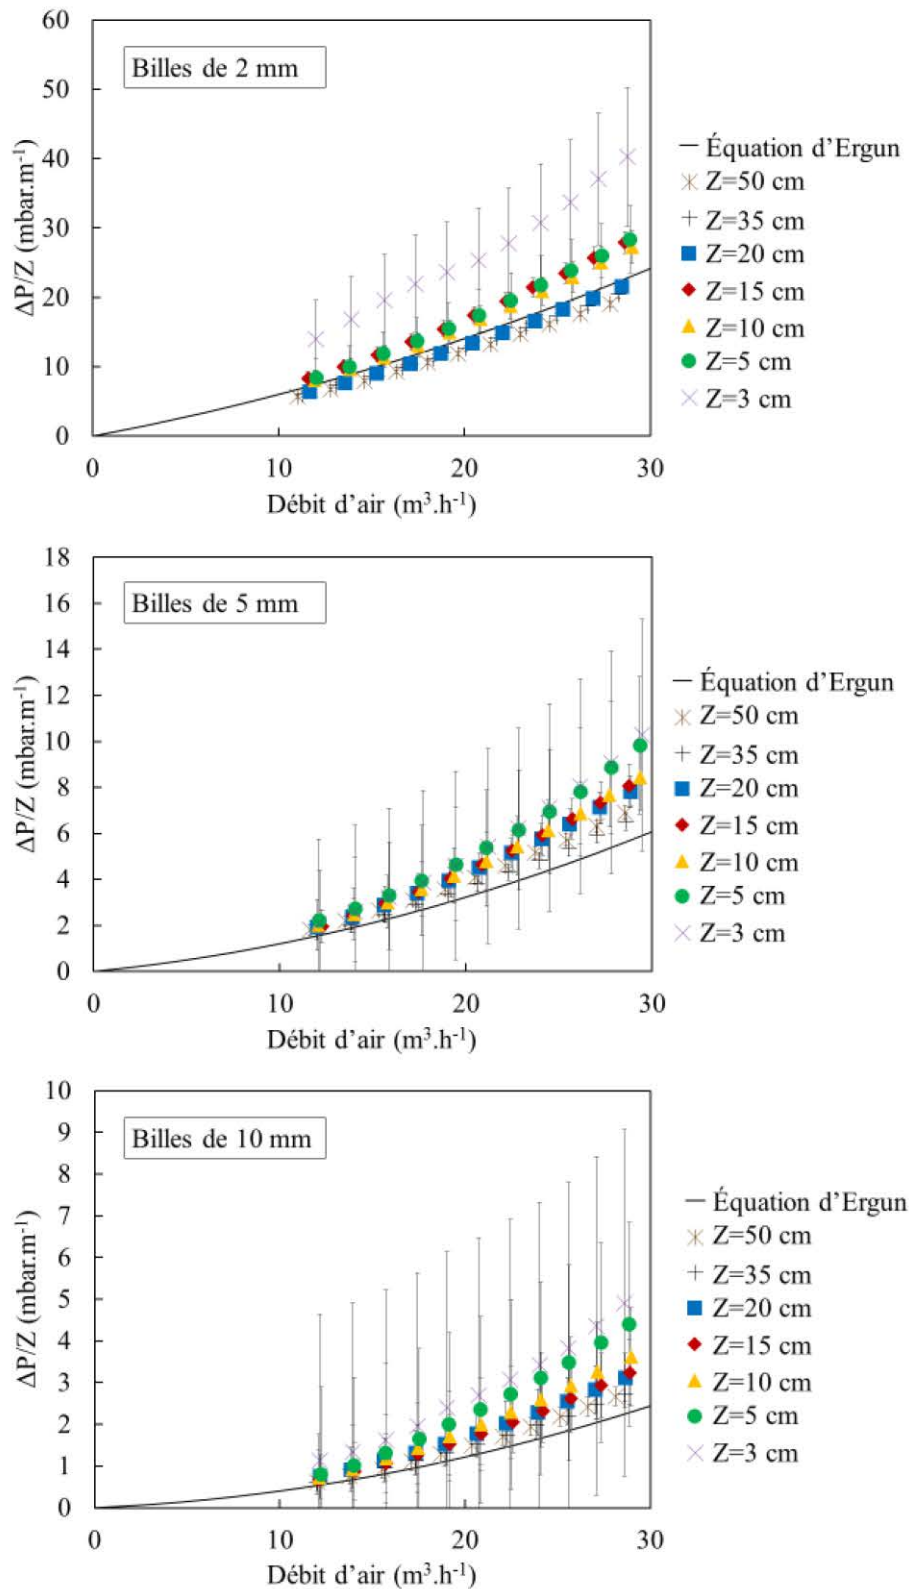 60
50
40
30
20
10
0
ΔP/Z (mbar.m⁻¹)
Billes de 2 mm
0 10 20 30
Débit d’air (m³.h⁻¹)
Équation d’Ergun
Z=50 cm
Z=35 cm
Z=20 cm
Z=15 cm
Z=10 cm
Z=5 cm
Z=3 cm
18
16
14
12
10
8
6
4
2
0
ΔP/Z (mbar.m⁻¹)
Billes de 5 mm
0 10 20 30
Débit d’air (m³.h⁻¹)
Équation d’Ergun
Z=50 cm
Z=35 cm
Z=20 cm
Z=15 cm
Z=10 cm
Z=5 cm
Z=3 cm
10
9
8
7
6
5
4
3
2
1
0
ΔP/Z (mbar.m⁻¹)
Billes de 10 mm
0 10 20 30
Débit d’air (m³.h⁻¹)
Équation d’Ergun
Z=50 cm
Z=35 cm
Z=20 cm
Z=15 cm
Z=10 cm
Z=5 cm
Z=3 cm